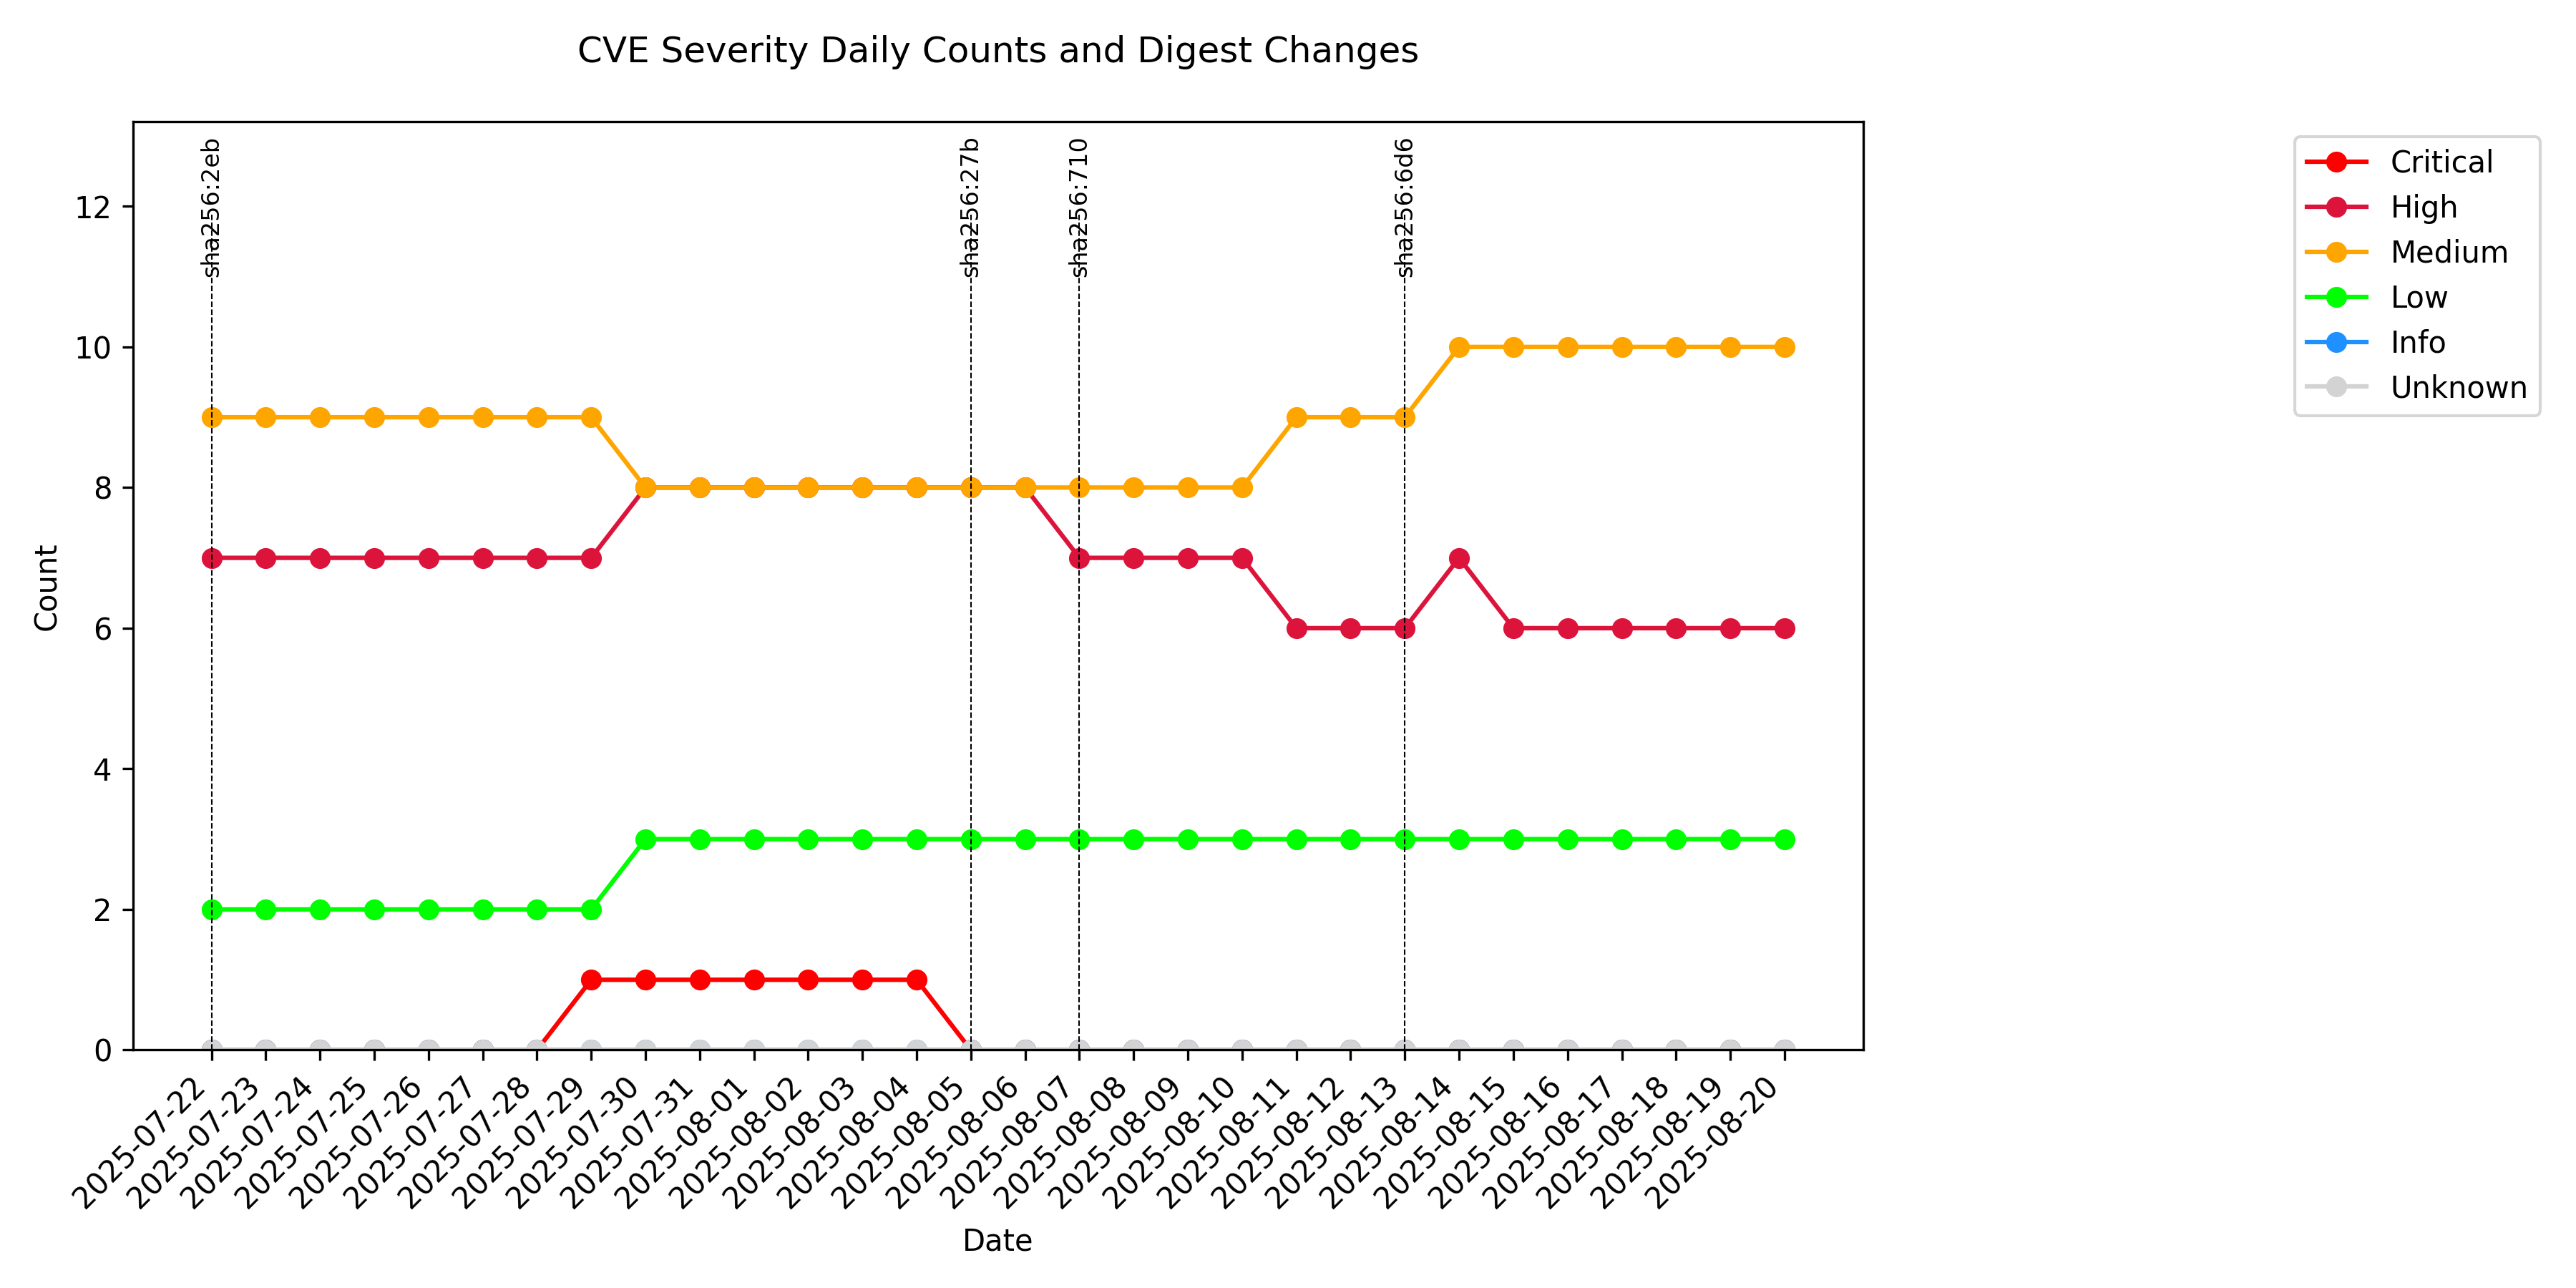 CVE Severity Daily Counts and Digest Changes
sha256:2eb
sha256:27b
sha256:710
sha256:6d6
Critical
High
Medium
Low
Info
Unknown
12
10
8
6
4
2
0
Count
2025-07-22
2025-07-23
2025-07-24
2025-07-25
2025-07-26
2025-07-27
2025-07-28
2025-07-29
2025-07-30
2025-07-31
2025-08-01
2025-08-02
2025-08-03
2025-08-04
2025-08-05
2025-08-06
2025-08-07
2025-08-08
2025-08-09
2025-08-10
2025-08-11
2025-08-12
2025-08-13
2025-08-14
2025-08-15
2025-08-16
2025-08-17
2025-08-18
2025-08-19
2025-08-20
Date